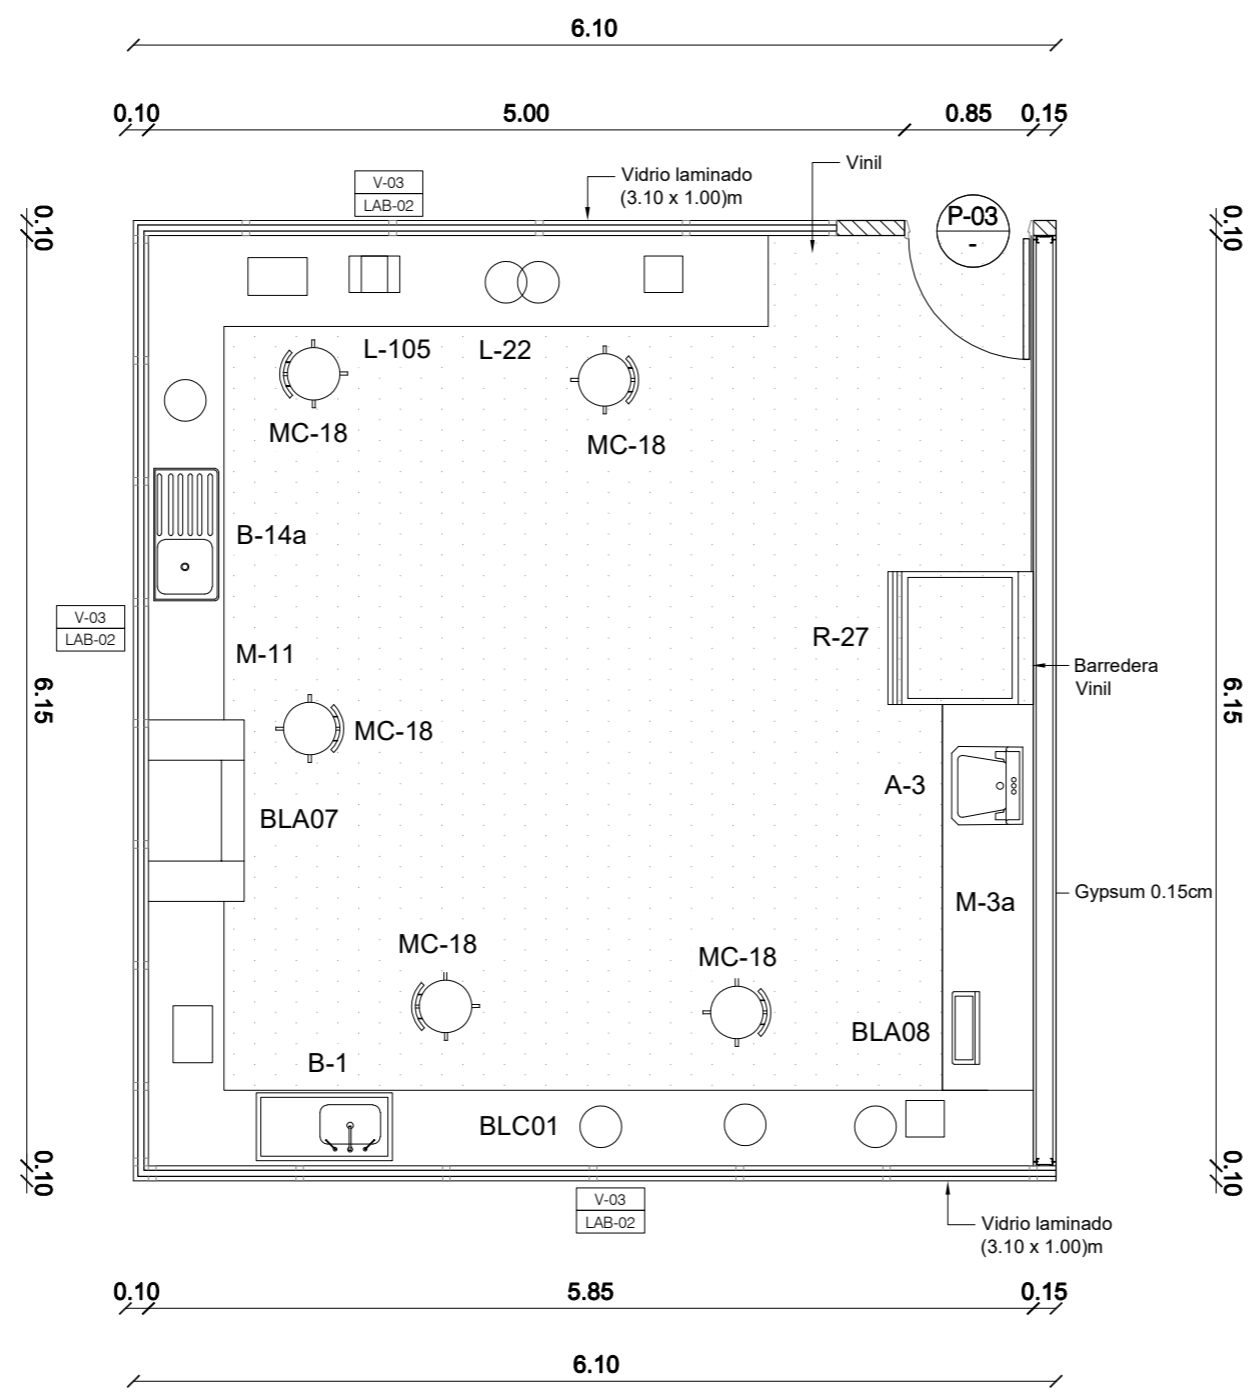 6.10
0.10 5.00 0.85 0.15
Vinil
Vidrio laminado
(3.10 x 1.00)m
V-03
LAB-02
P-03
-
0.10
0.10
L-105
L-22
MC-18
MC-18
B-14a
V-03
LAB-02
R-27
M-11
Barredera
Vinil
6.15
6.15
MC-18
A-3
BLA07
Gypsum 0.15cm
M-3a
MC-18
MC-18
BLA08
B-1
BLC01
0.10
0.10
V-03
LAB-02
Vidrio laminado
(3.10 x 1.00)m
0.10 5.85 0.15
6.10